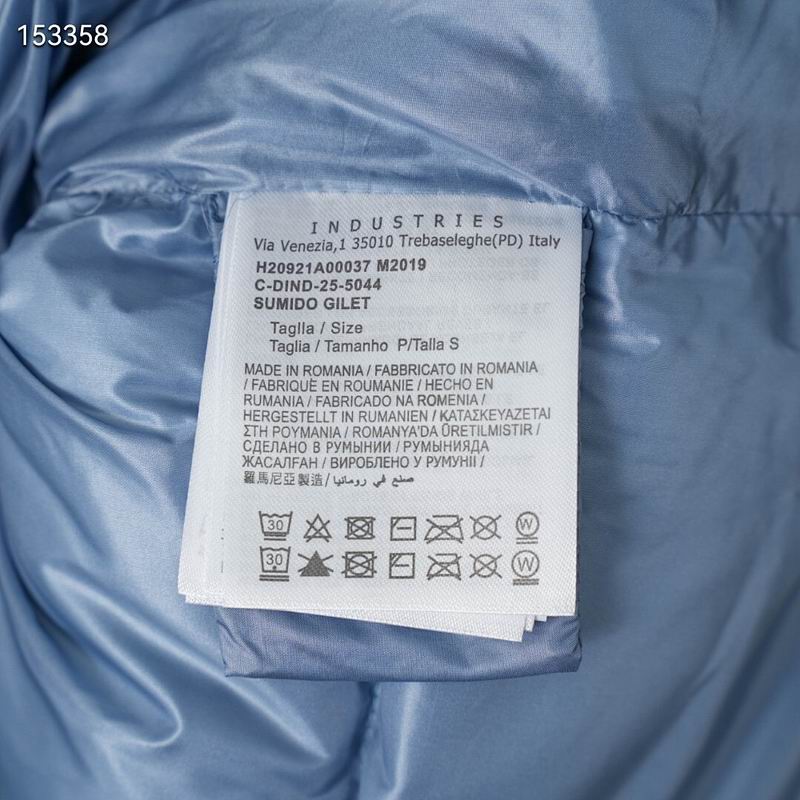 153358
INDUSTRIES
Via Venezia,1 35010 Trebaseleghe(PD) Italy
H20921A00037 M2019
C-DIND-25-5044
SUMIDO GILET
Taglla / Size
Taglia / Tamanho P/Talla S
MADE IN ROMANIA / FABBRICATO IN ROMANIA
/ FABRIQUÈ EN ROUMANIE / HECHO EN
RUMANIA / FABRICADO NA ROMENIA /
HERGESTELLT IN RUMANIEN / ΚΑΤΑΣΚΕΥΑΖΕΤΑΙ
ΣΤΗ ΡΟΥΜΑΝΙΑ / ROMANYA'DA ÜRETILMISTIR /
СДЕЛАНО В РУМЫНИИ / РУМЫНИЯДА
ЖАСАЛҒАН / ВИРОБЛЕНО У РУМУНІЇ /
羅馬尼亞製造/ صنع في رومانيا
30 W
30 W